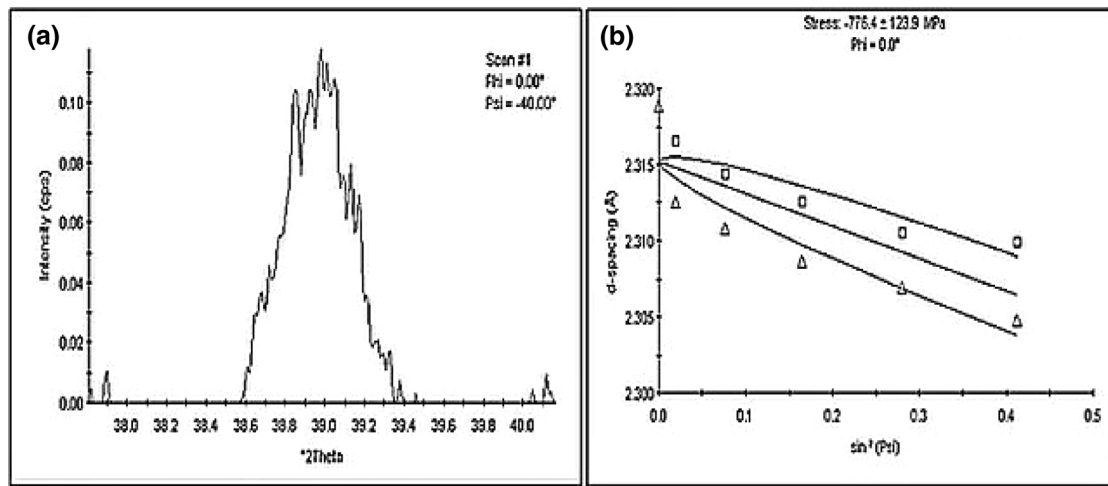 (a)
Scan #1
Phi = 0.00°
Psi = -40.00°
Intensity (cps)
0.10
0.08
0.06
0.04
0.02
0.00
38.0 38.2 38.4 38.6 38.8 39.0 39.2 39.4 39.6 39.8 40.0
°2Theta
(b)
Stress: -776.4 ± 123.9 MPa
Phi = 0.0°
d-spacing (Å)
2.320
2.315
2.310
2.305
2.300
0.0 0.1 0.2 0.3 0.4 0.5
sin² (Psi)